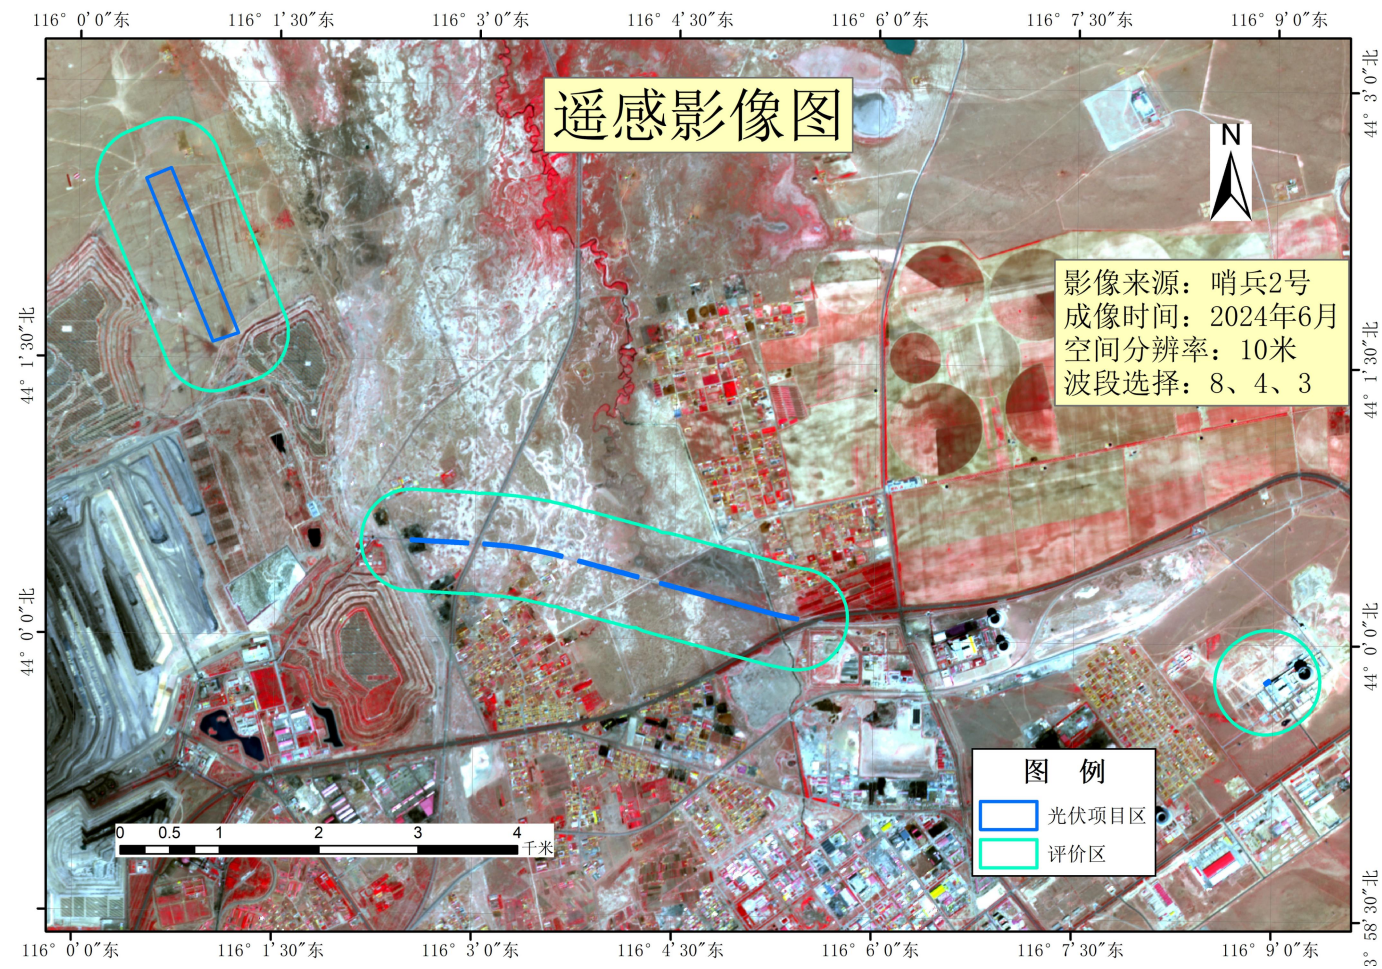 116° 0′0″东
116° 1′30″东
116° 3′0″东
116° 4′30″东
116° 6′0″东
116° 7′30″东
116° 9′0″东
遥感影像图
44° 3′0″北
N
影像来源：哨兵2号
成像时间：2024年6月
空间分辨率：10米
波段选择：8、4、3
44° 1′30″北
44° 1′30″北
44° 0′0″北
44° 0′0″北
图 例
光伏项目区
评价区
0 0.5 1 2 3 4
千米
3° 58′30″北
116° 0′0″东
116° 1′30″东
116° 3′0″东
116° 4′30″东
116° 6′0″东
116° 7′30″东
116° 9′0″东